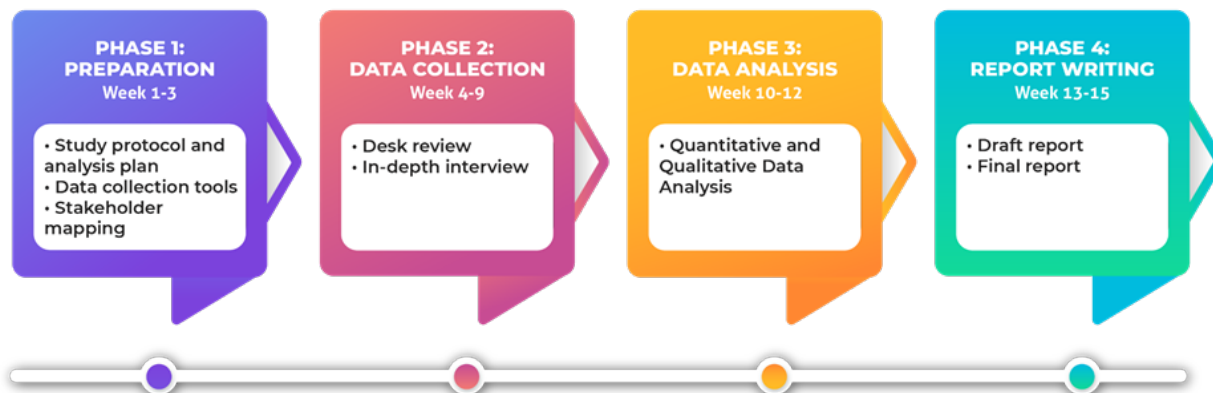 PHASE 1:
PREPARATION
Week 1-3
• Study protocol and
analysis plan
• Data collection tools
• Stakeholder
mapping
PHASE 2:
DATA COLLECTION
Week 4-9
• Desk review
• In-depth interview
PHASE 3:
DATA ANALYSIS
Week 10-12
• Quantitative and
Qualitative Data
Analysis
PHASE 4:
REPORT WRITING
Week 13-15
• Draft report
• Final report